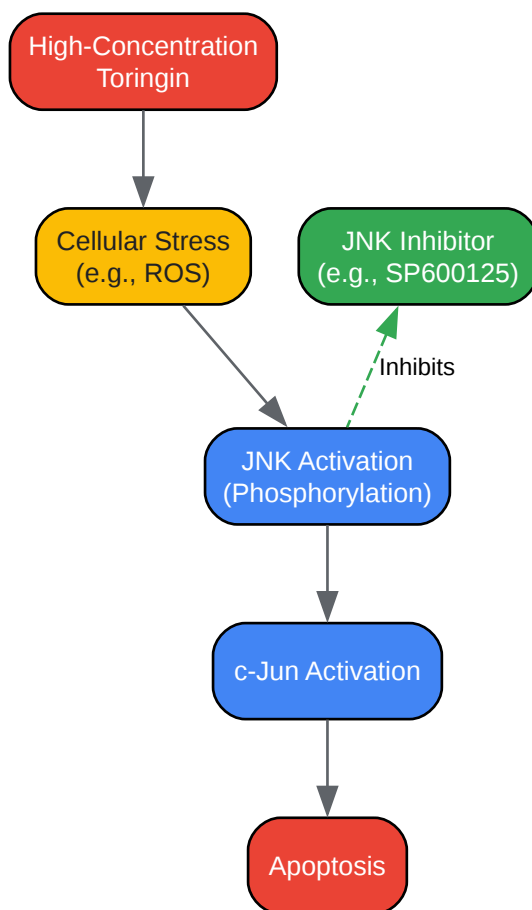 High-Concentration
Toringin
Cellular Stress
(e.g., ROS)
JNK Inhibitor
(e.g., SP600125)
Inhibits
JNK Activation
(Phosphorylation)
c-Jun Activation
Apoptosis